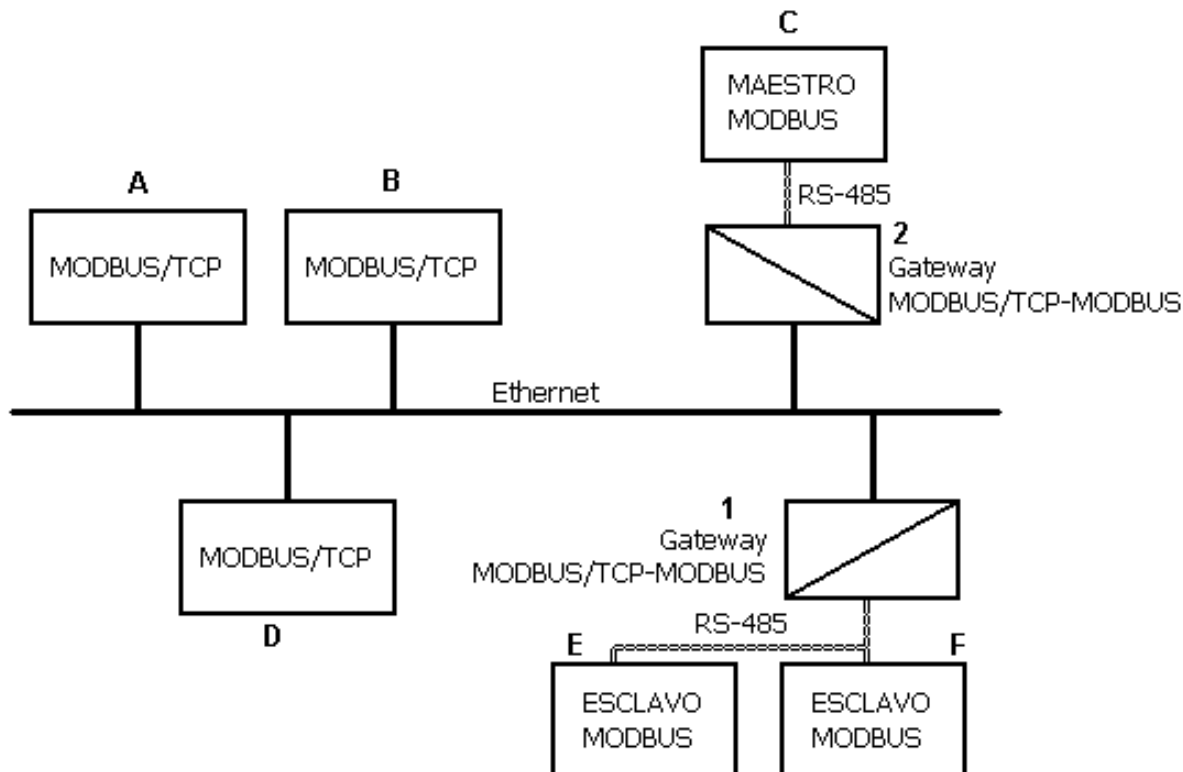 C
MAESTRO
MODBUS
A
B
RS-485
2
Gateway
MODBUS/TCP-MODBUS
MODBUS/TCP
MODBUS/TCP
Ethernet
1
Gateway
MODBUS/TCP-MODBUS
MODBUS/TCP
D
RS-485
E
F
ESCLAVO
MODBUS
ESCLAVO
MODBUS